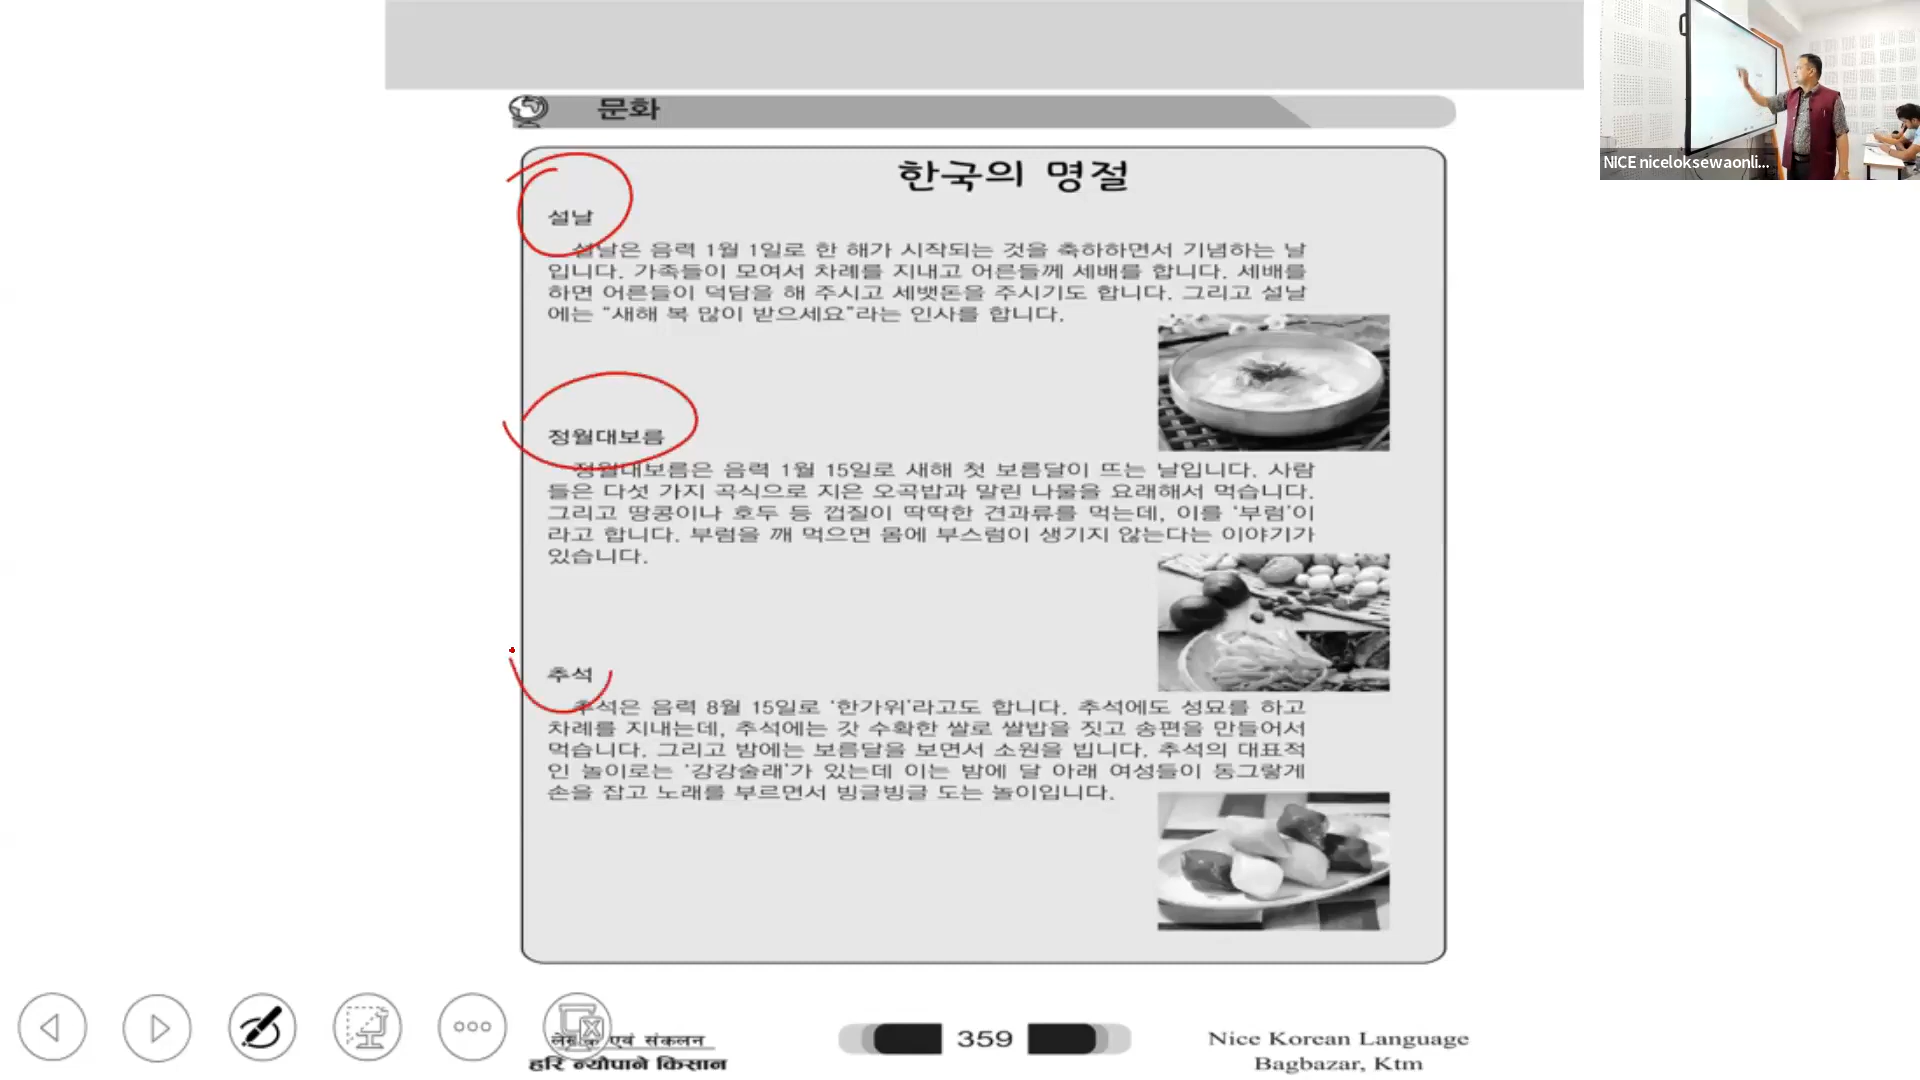 NICE niceloksewaonli...
문화
한국의 명절
설날
설날은 음력 1월 1일로 한 해가 시작되는 것을 축하하면서 기념하는 날
입니다. 가족들이 모여서 차례를 지내고 어른들께 세배를 합니다. 세배를
하면 어른들이 덕담을 해 주시고 세뱃돈을 주시기도 합니다. 그리고 설날
에는 “새해 복 많이 받으세요”라는 인사를 합니다.
정월대보름
정월대보름은 음력 1월 15일로 새해 첫 보름달이 뜨는 날입니다. 사람
들은 다섯 가지 곡식으로 지은 오곡밥과 말린 나물을 요래해서 먹습니다.
그리고 땅콩이나 호두 등 껍질이 딱딱한 견과류를 먹는데, 이를 ‘부럼’이
라고 합니다. 부럼을 깨 먹으면 몸에 부스럼이 생기지 않는다는 이야기가
있습니다.
추석
추석은 음력 8월 15일로 ‘한가위’라고도 합니다. 추석에도 성묘를 하고
차례를 지내는데, 추석에는 갓 수확한 쌀로 쌀밥을 짓고 송편을 만들어서
먹습니다. 그리고 밤에는 보름달을 보면서 소원을 빕니다. 추석의 대표적
인 놀이로는 ‘강강술래’가 있는데 이는 밤에 달 아래 여성들이 동그랗게
손을 잡고 노래를 부르면서 빙글빙글 도는 놀이입니다.
एवं संकलन
हरि न्यौपाने किसान
359
Nice Korean Language
Bagbazar, Ktm